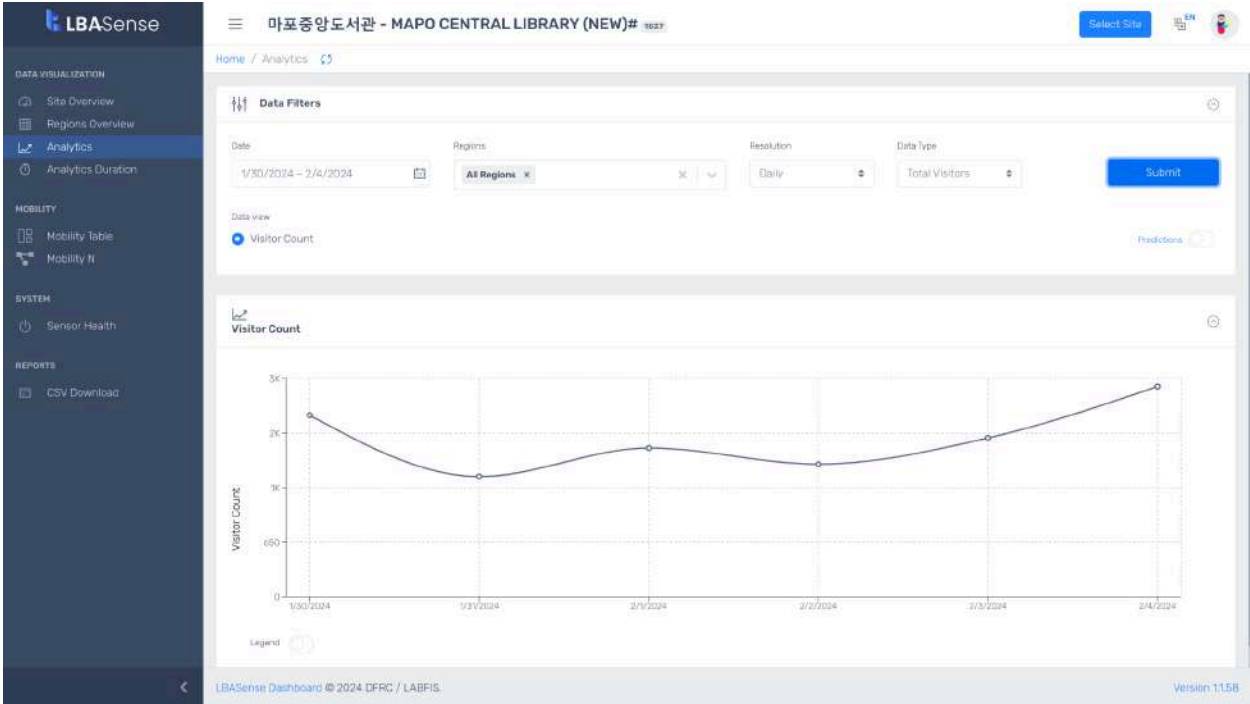 LBASense
마포중앙도서관 - MAPO CENTRAL LIBRARY (NEW)# 1027
Select Site
EN
Home / Analytics
DATA VISUALIZATION
Site Overview
Regions Overview
Analytics
Analytics Duration
MOBILITY
Mobility Table
Mobility N
SYSTEM
Sensor Health
REPORTS
CSV Download
Data Filters
Date
Regions
Resolution
Data Type
1/30/2024 – 2/4/2024
All Regions ×
Daily
Total Visitors
Submit
Data view
Visitor Count
Predictions
Visitor Count
Visitor Count
3K
2K
1K
650
0
1/30/2024
1/31/2024
2/1/2024
2/2/2024
2/3/2024
2/4/2024
Legend
LBASense Dashboard © 2024 DFRC / LABFIS.
Version 1.1.58